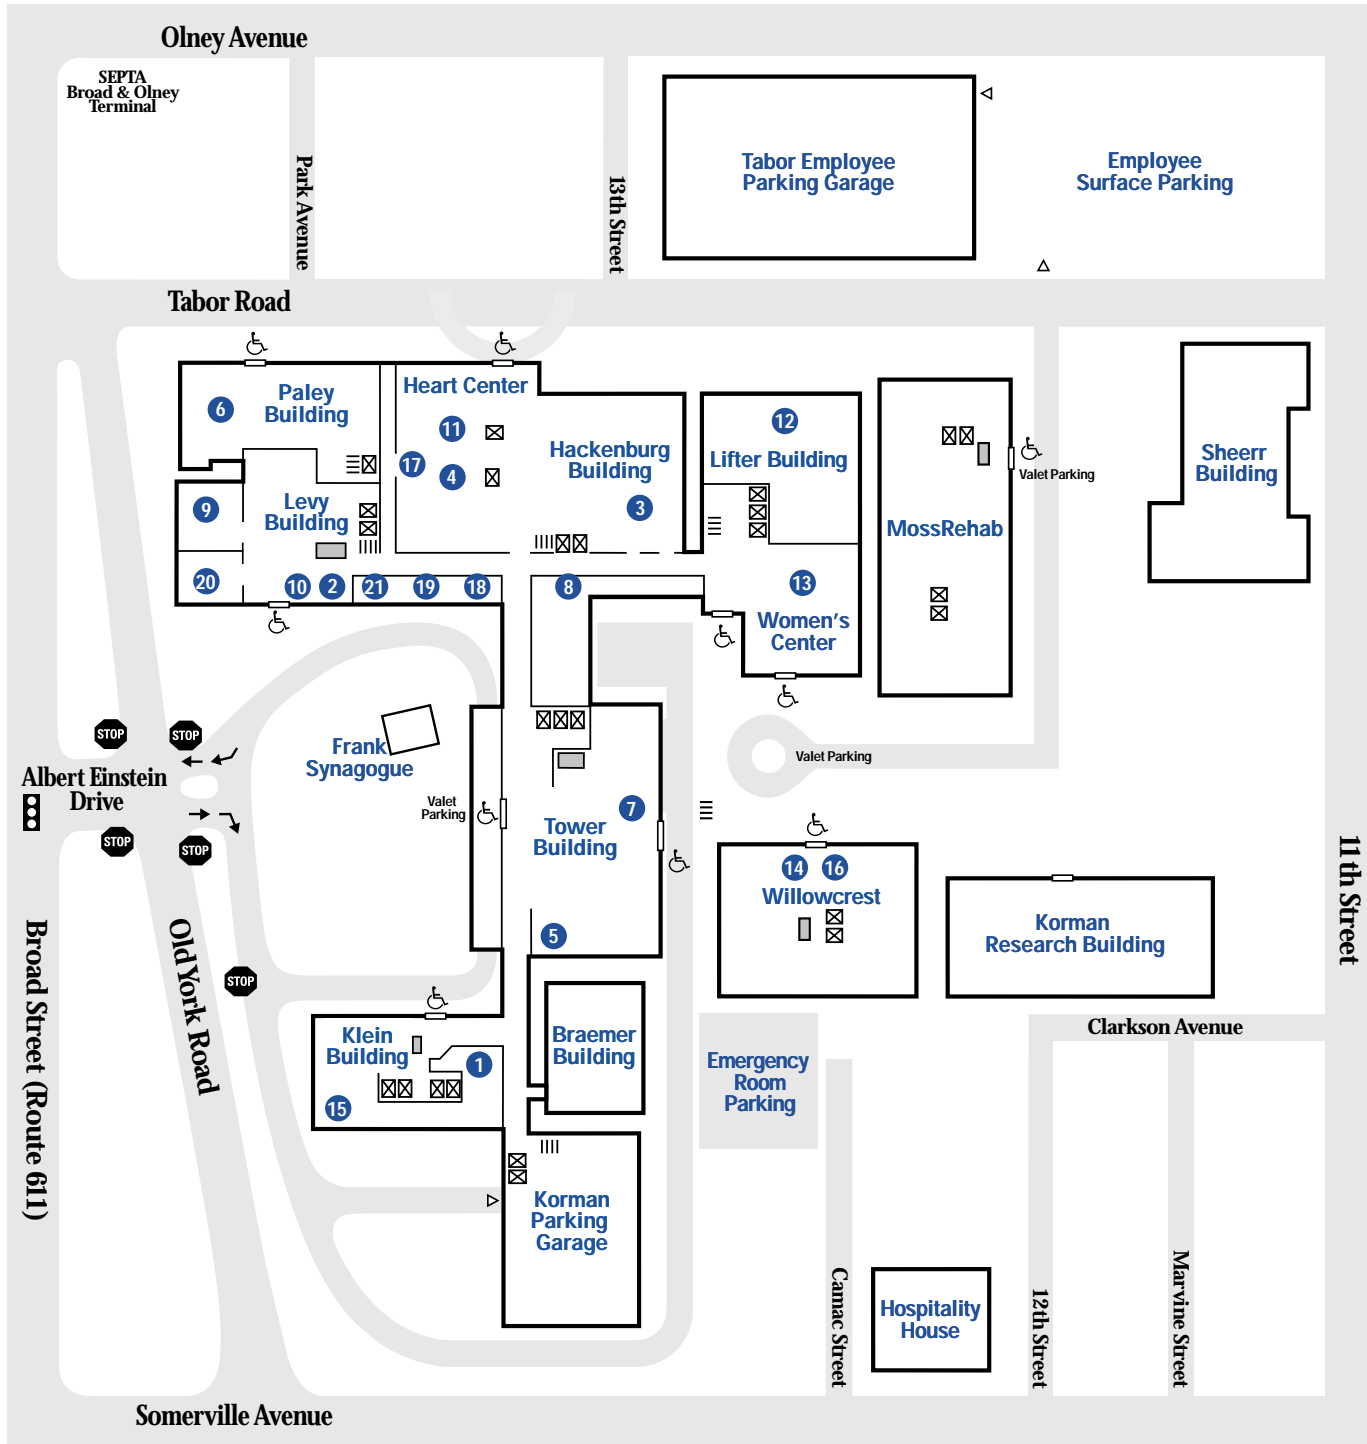 Olney Avenue
SEPTA
Broad & Olney
Terminal
Park Avenue
13th Street
Tabor Employee
Parking Garage
Employee
Surface Parking
Tabor Road
Paley
Building
6
Heart Center
11
17
4
Hackenburg
Building
3
12
Lifter Building
MossRehab
Valet Parking
Sheerr
Building
9
Levy
Building
20
10
2
21
19
18
8
13
Women's
Center
STOP
STOP
Albert Einstein
Drive
STOP
STOP
Frank
Synagogue
Valet
Parking
Valet Parking
7
Tower
Building
5
14
16
Willowcrest
Korman
Research Building
11th Street
Broad Street (Route 611)
Old York Road
STOP
Klein
Building
1
15
Braemer
Building
Emergency
Room
Parking
Clarkson Avenue
Korman
Parking
Garage
Camac Street
Hospitality
House
12th Street
Marvine Street
Somerville Avenue